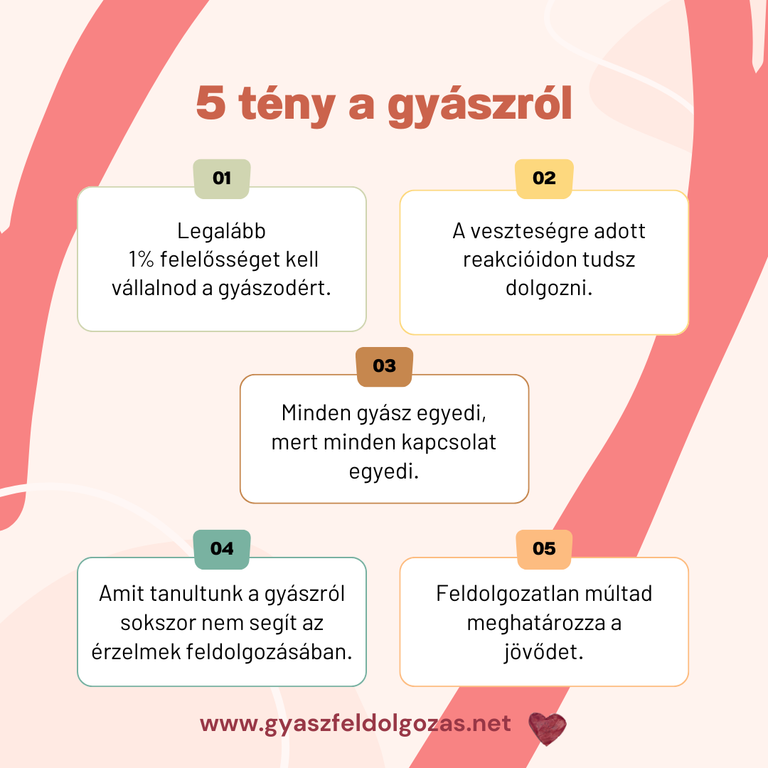 5 tény a gyászról
01
Legalább
1% felelősséget kell
vállalnod a gyászodért.
02
A veszteségre adott
reakcióidon tudsz
dolgozni.
03
Minden gyász egyedi,
mert minden kapcsolat
egyedi.
04
Amit tanultunk a gyászról
sokszor nem segít az
érzelmek feldolgozásában.
05
Feldolgozatlan múltad
meghatározza a
jövődet.
www.gyaszfeldolgozas.net